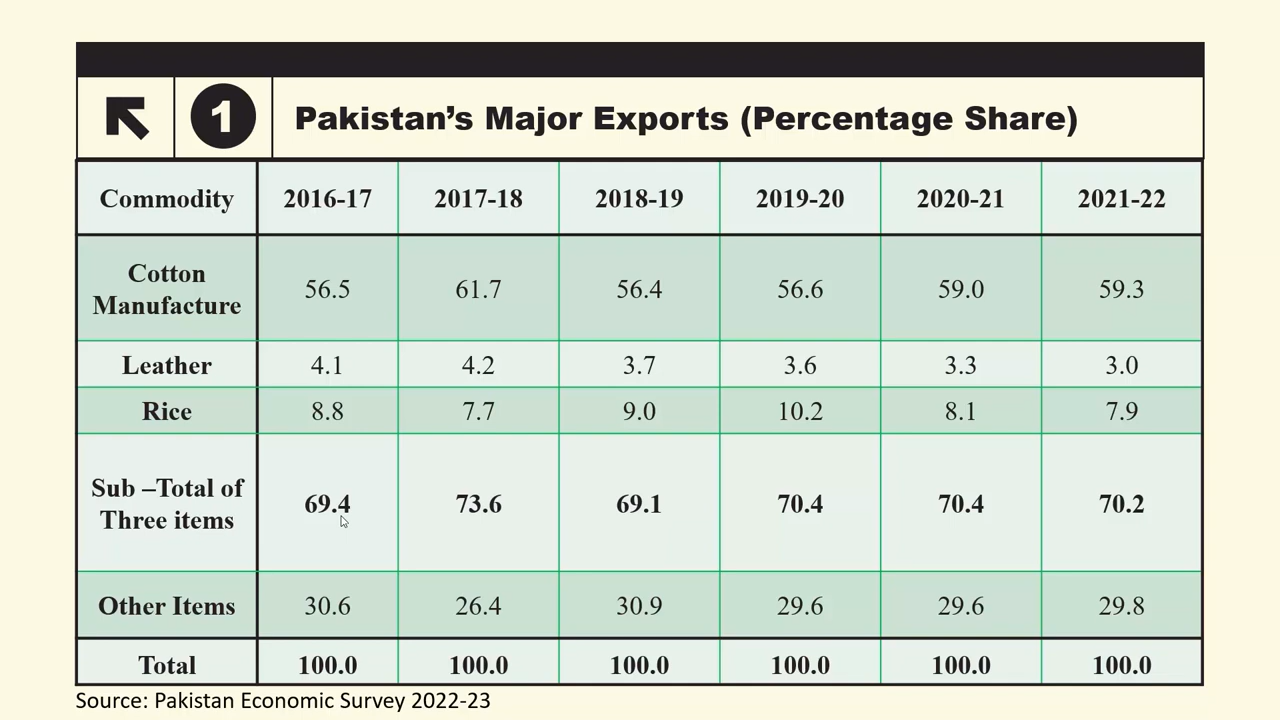 1 Pakistan's Major Exports (Percentage Share)
Commodity 2016-17 2017-18 2018-19 2019-20 2020-21 2021-22
Cotton
Manufacture 56.5 61.7 56.4 56.6 59.0 59.3
Leather 4.1 4.2 3.7 3.6 3.3 3.0
Rice 8.8 7.7 9.0 10.2 8.1 7.9
Sub –Total of
Three items 69.4 73.6 69.1 70.4 70.4 70.2
Other Items 30.6 26.4 30.9 29.6 29.6 29.8
Total 100.0 100.0 100.0 100.0 100.0 100.0
Source: Pakistan Economic Survey 2022-23